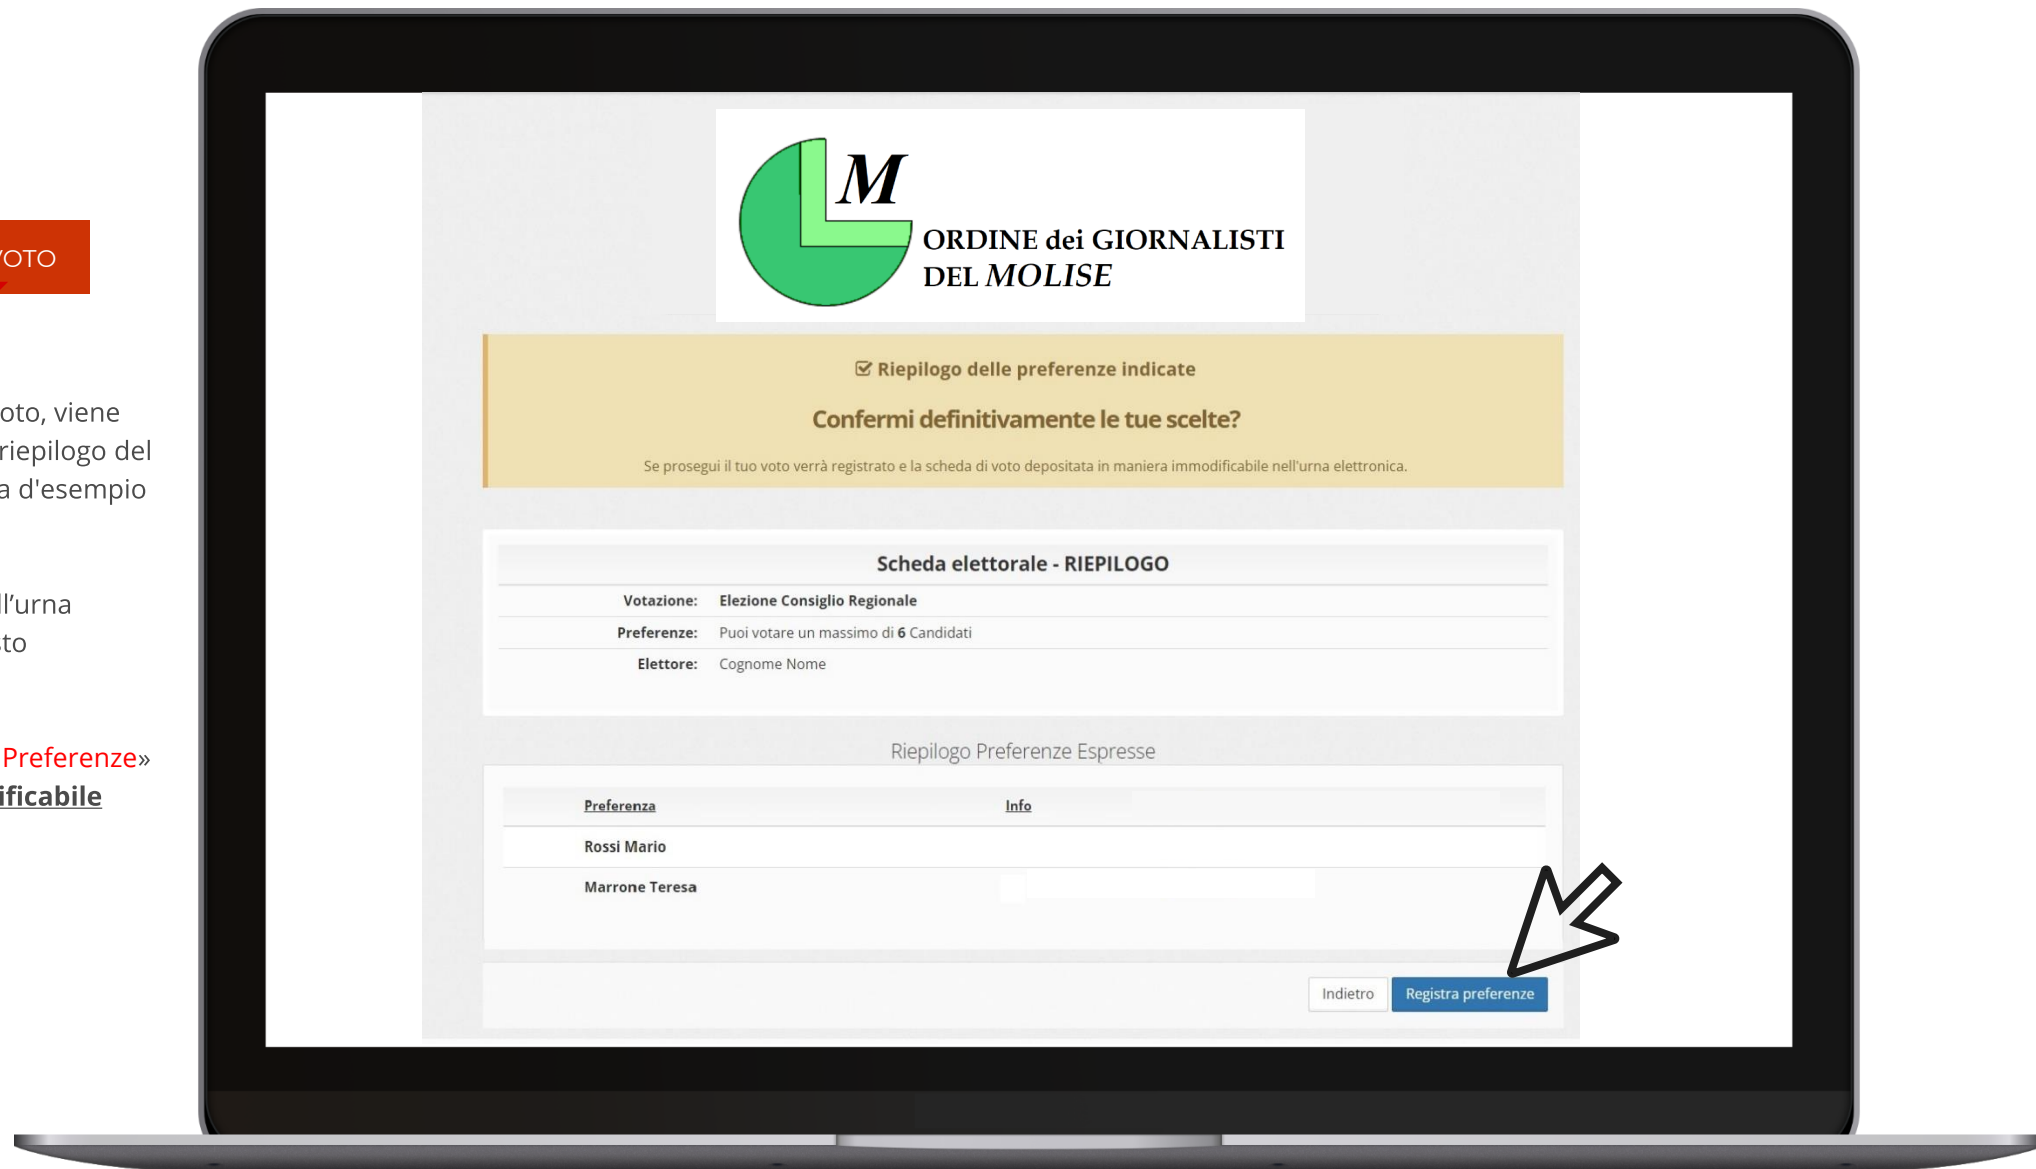 VOTO
oto, viene
riepilogo del
a d'esempio
ll’urna
sto
Preferenze»
ificabile
M
ORDINE dei GIORNALISTI
DEL MOLISE
Riepilogo delle preferenze indicate
Confermi definitivamente le tue scelte?
Se prosegui il tuo voto verrà registrato e la scheda di voto depositata in maniera immodificabile nell'urna elettronica.
Scheda elettorale - RIEPILOGO
Votazione: Elezione Consiglio Regionale
Preferenze: Puoi votare un massimo di 6 Candidati
Elettore: Cognome Nome
Riepilogo Preferenze Espresse
Preferenza Info
Rossi Mario
Marrone Teresa
Indietro Registra preferenze